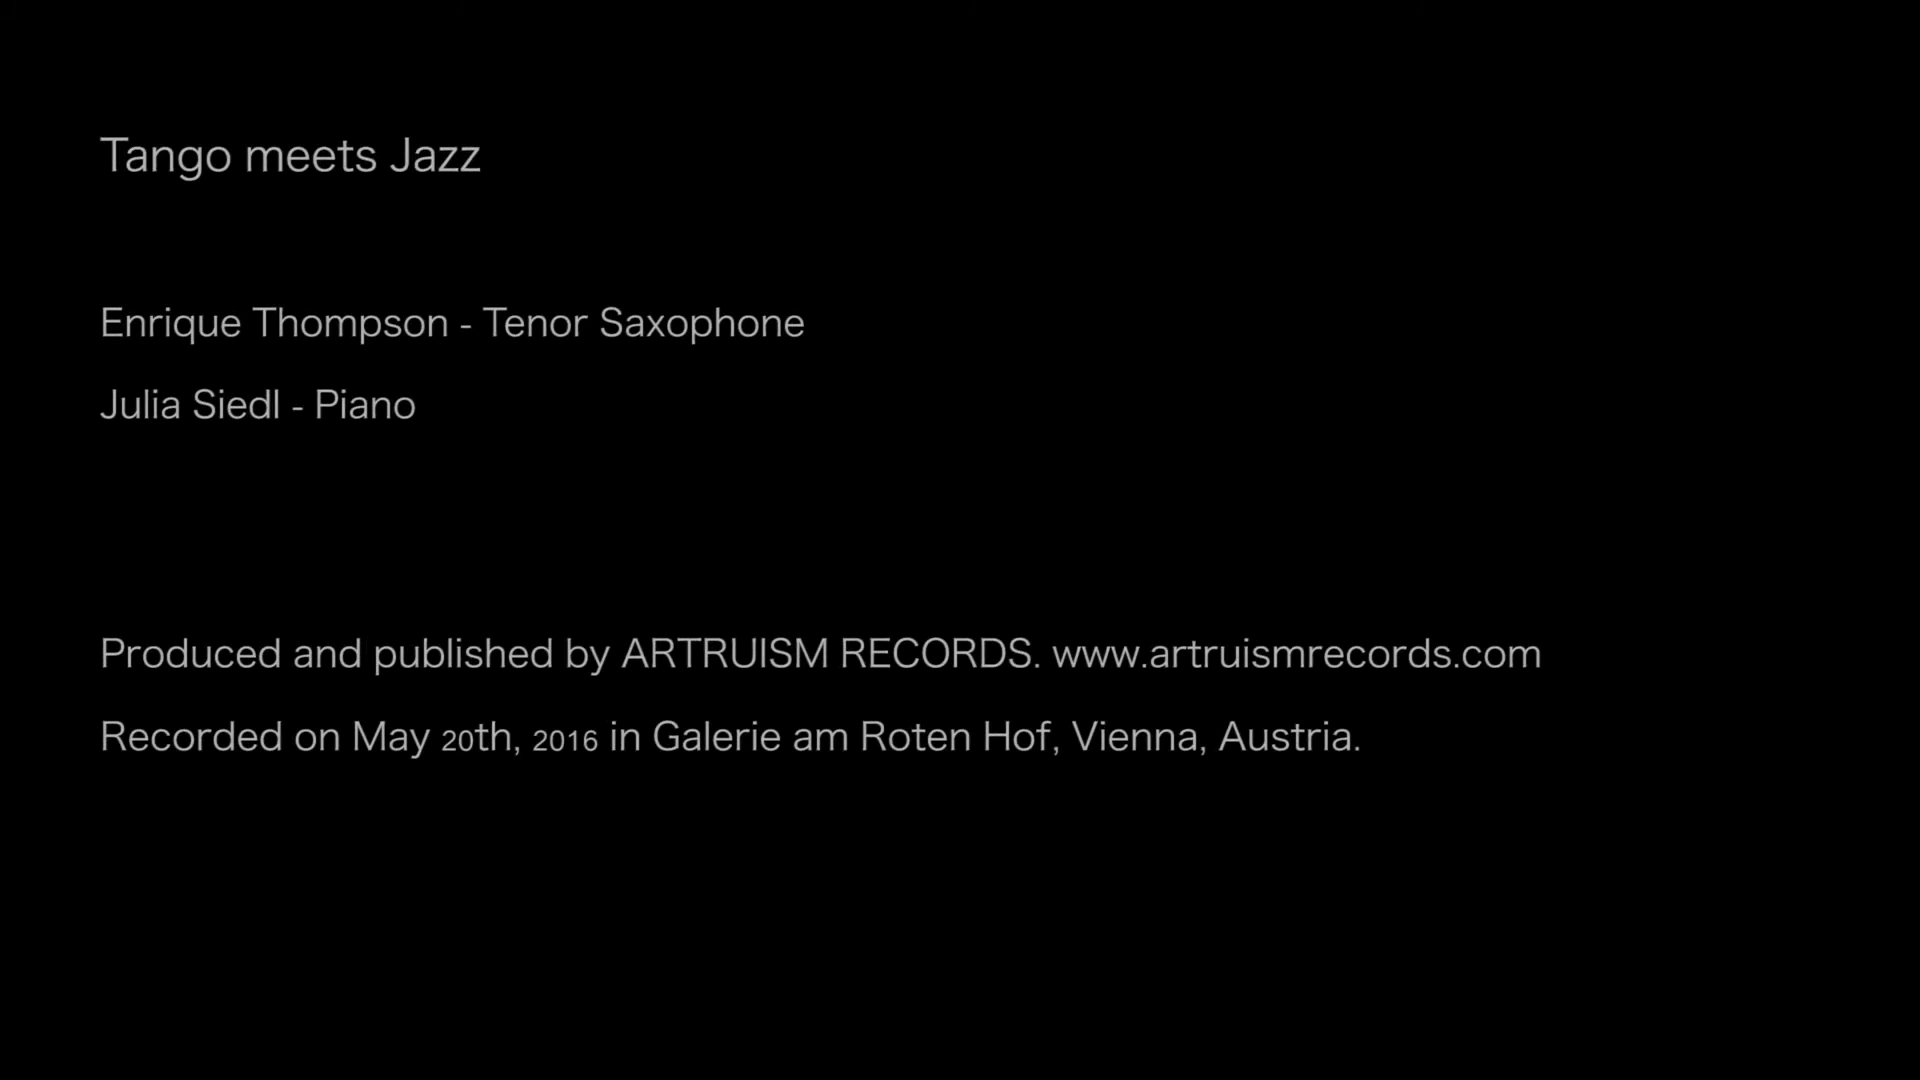 Tango meets Jazz
Enrique Thompson - Tenor Saxophone
Julia Siedl - Piano
Produced and published by ARTRUISM RECORDS. www.artruismrecords.com
Recorded on May 20th, 2016 in Galerie am Roten Hof, Vienna, Austria.